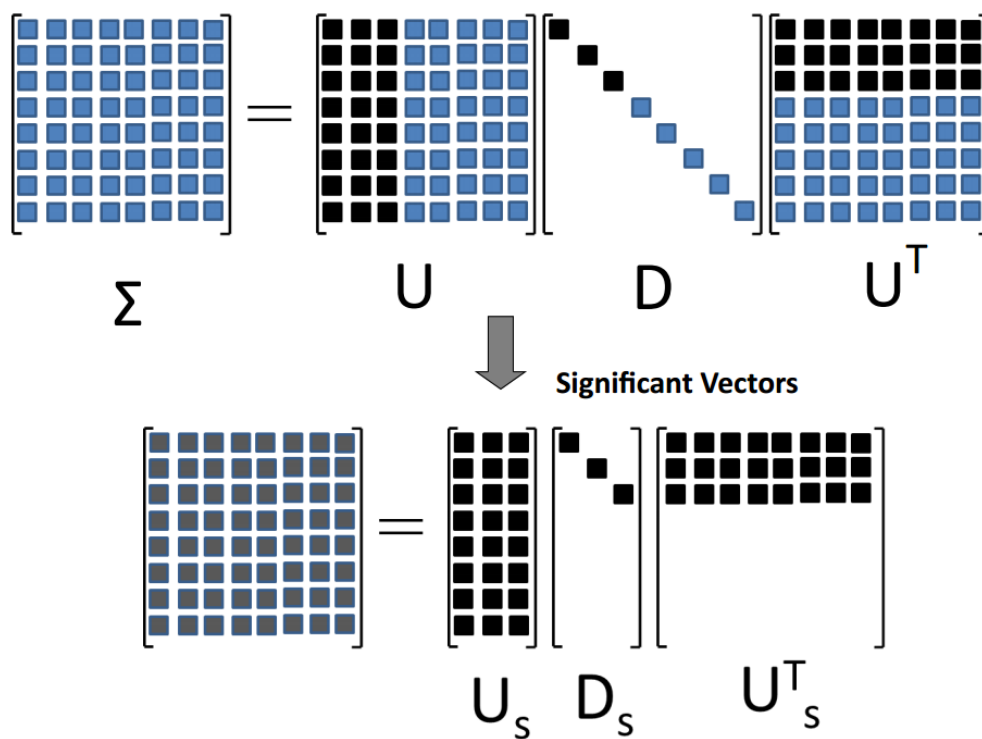 =
Σ
U
D
U^T
Significant Vectors
=
U_s
D_s
U^T_s